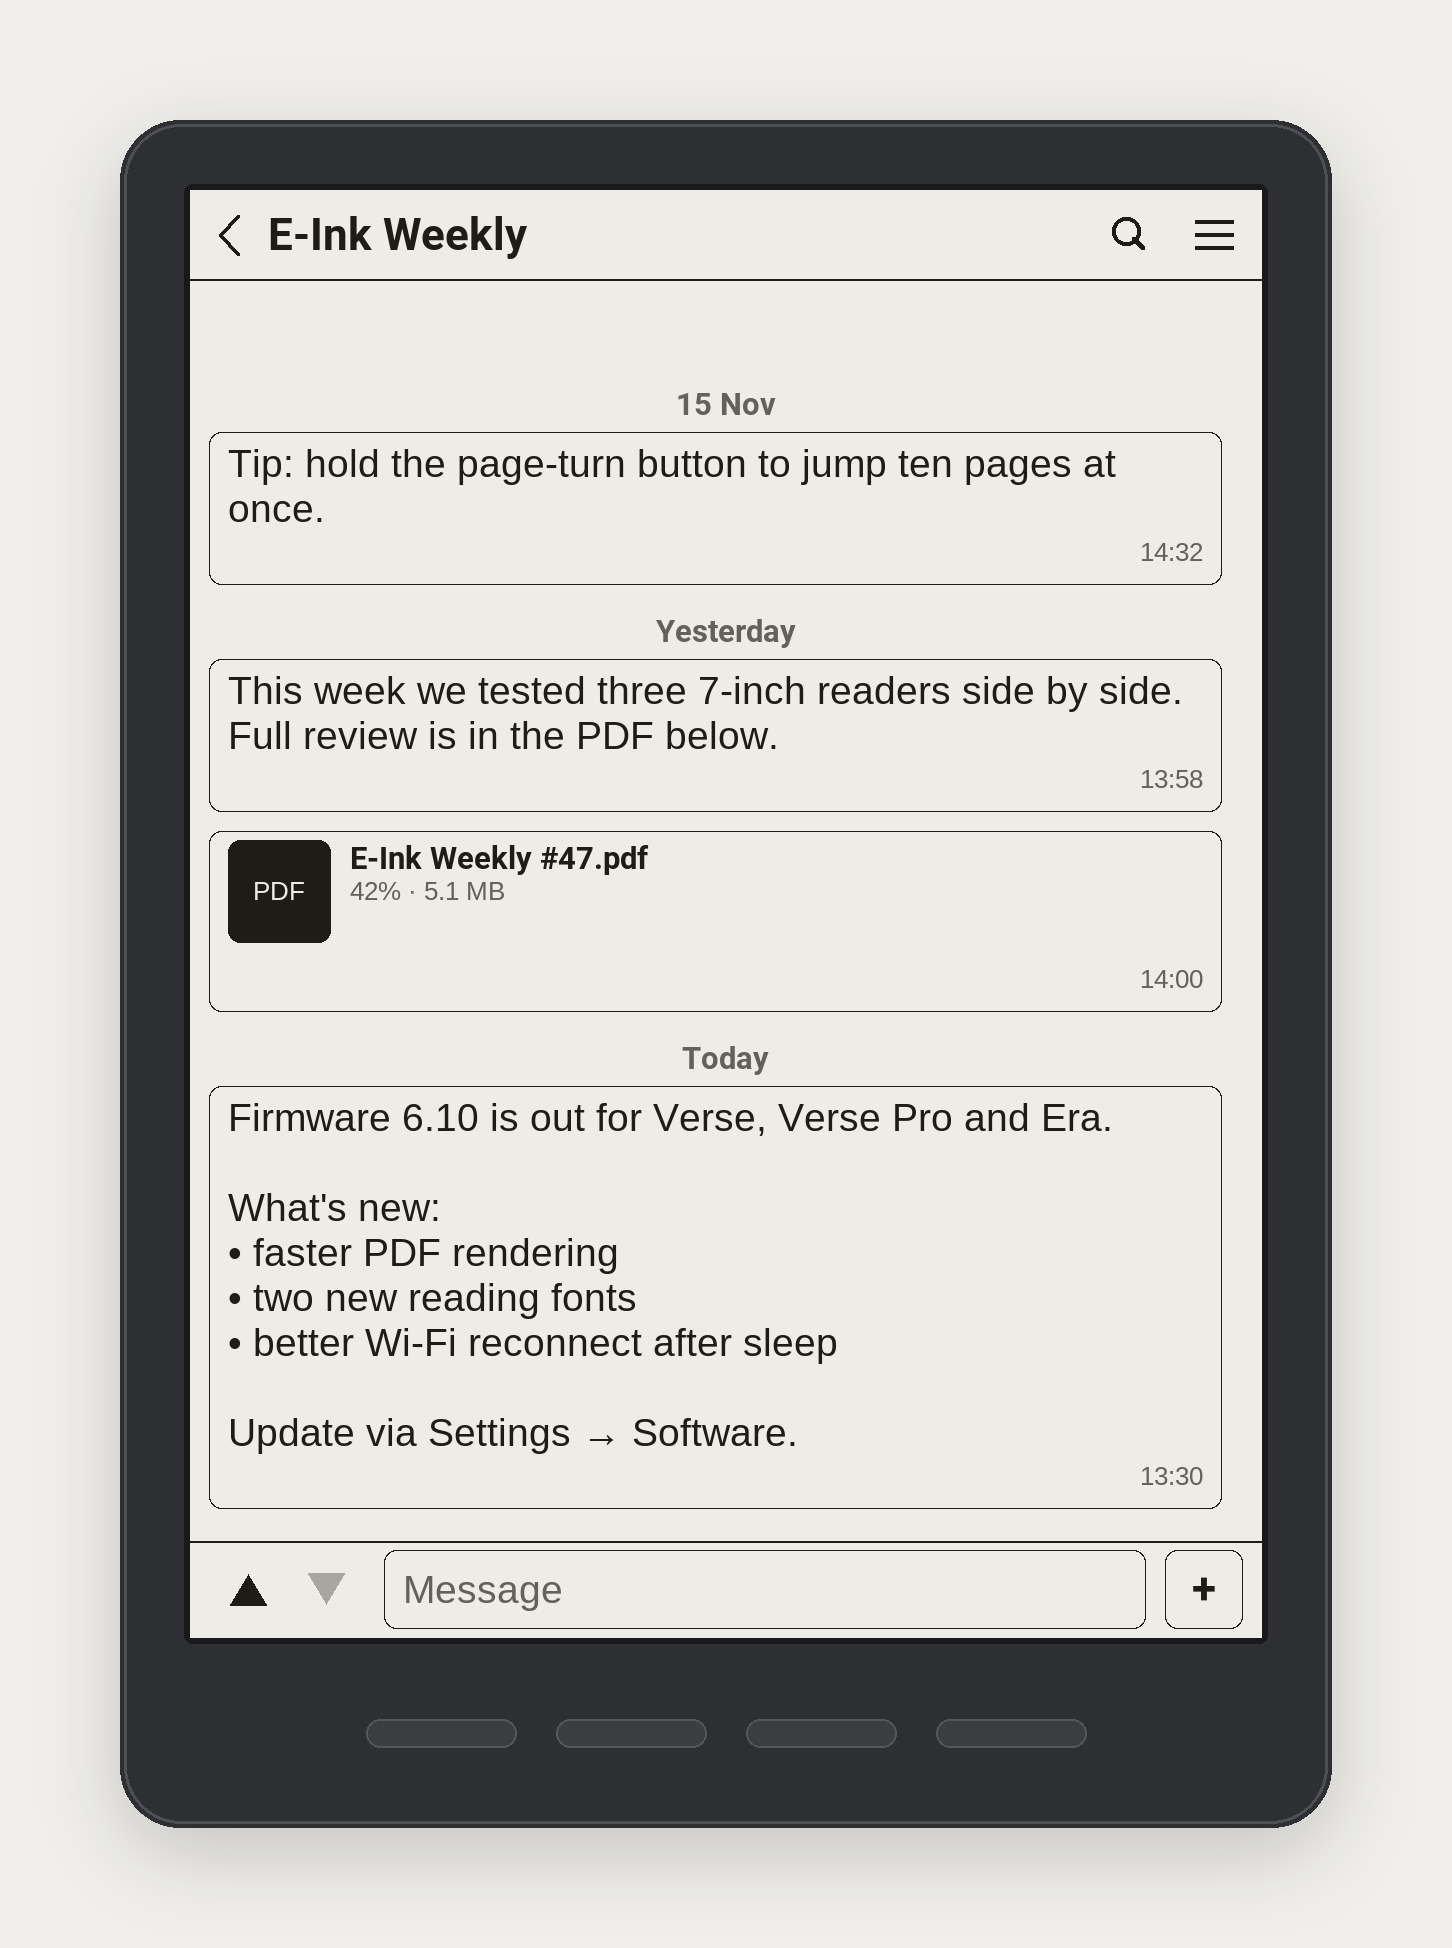 E-Ink Weekly
15 Nov
Tip: hold the page-turn button to jump ten pages at
once.
14:32
Yesterday
This week we tested three 7-inch readers side by side.
Full review is in the PDF below.
13:58
PDF
E-Ink Weekly #47.pdf
42% · 5.1 MB
14:00
Today
Firmware 6.10 is out for Verse, Verse Pro and Era.
What's new:
• faster PDF rendering
• two new reading fonts
• better Wi-Fi reconnect after sleep
Update via Settings → Software.
13:30
Message
+